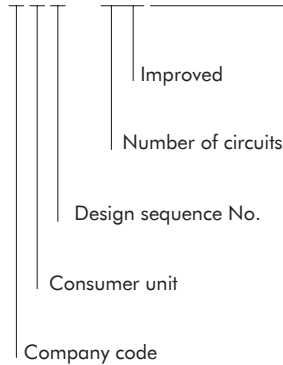 Improved
Number of circuits
Design sequence No.
Consumer unit
Company code